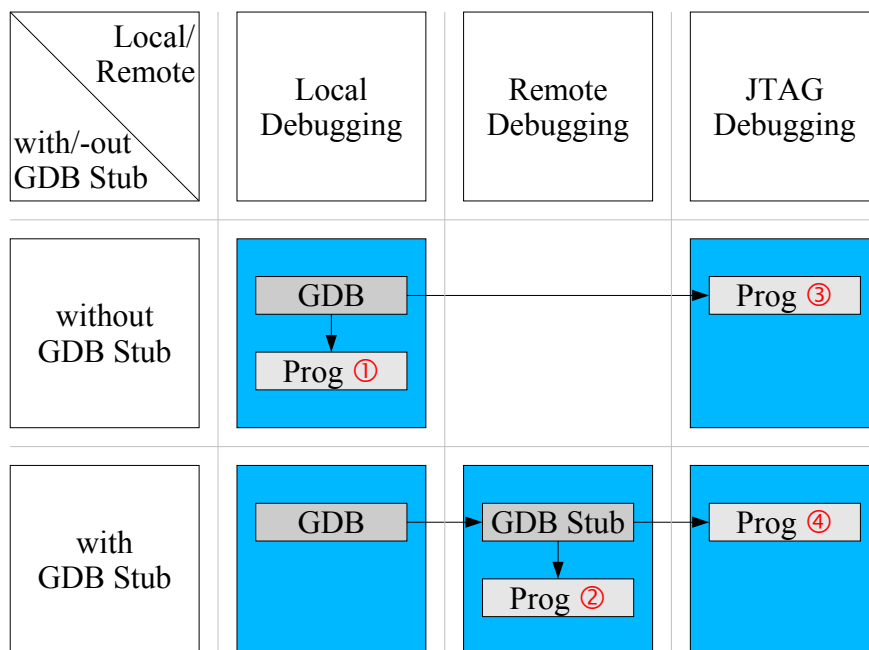 Local/
Remote
with/-out
GDB Stub
Local
Debugging
Remote
Debugging
JTAG
Debugging
without
GDB Stub
GDB
Prog ①
Prog ③
with
GDB Stub
GDB
GDB Stub
Prog ②
Prog ④